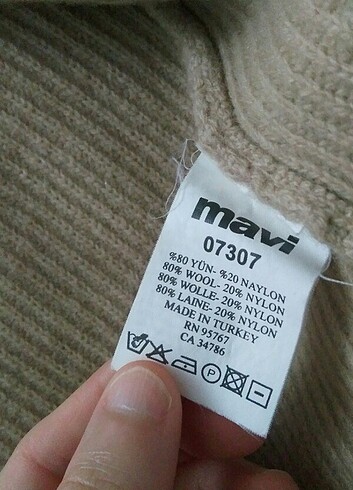 mavi
07307
%80 YÜN- %20 NAYLON
80% WOOL- 20% NYLON
80% WOLLE- 20% NYLON
80% LAINE- 20% NYLON
MADE IN TURKEY
RN 95767
CA 34786
P